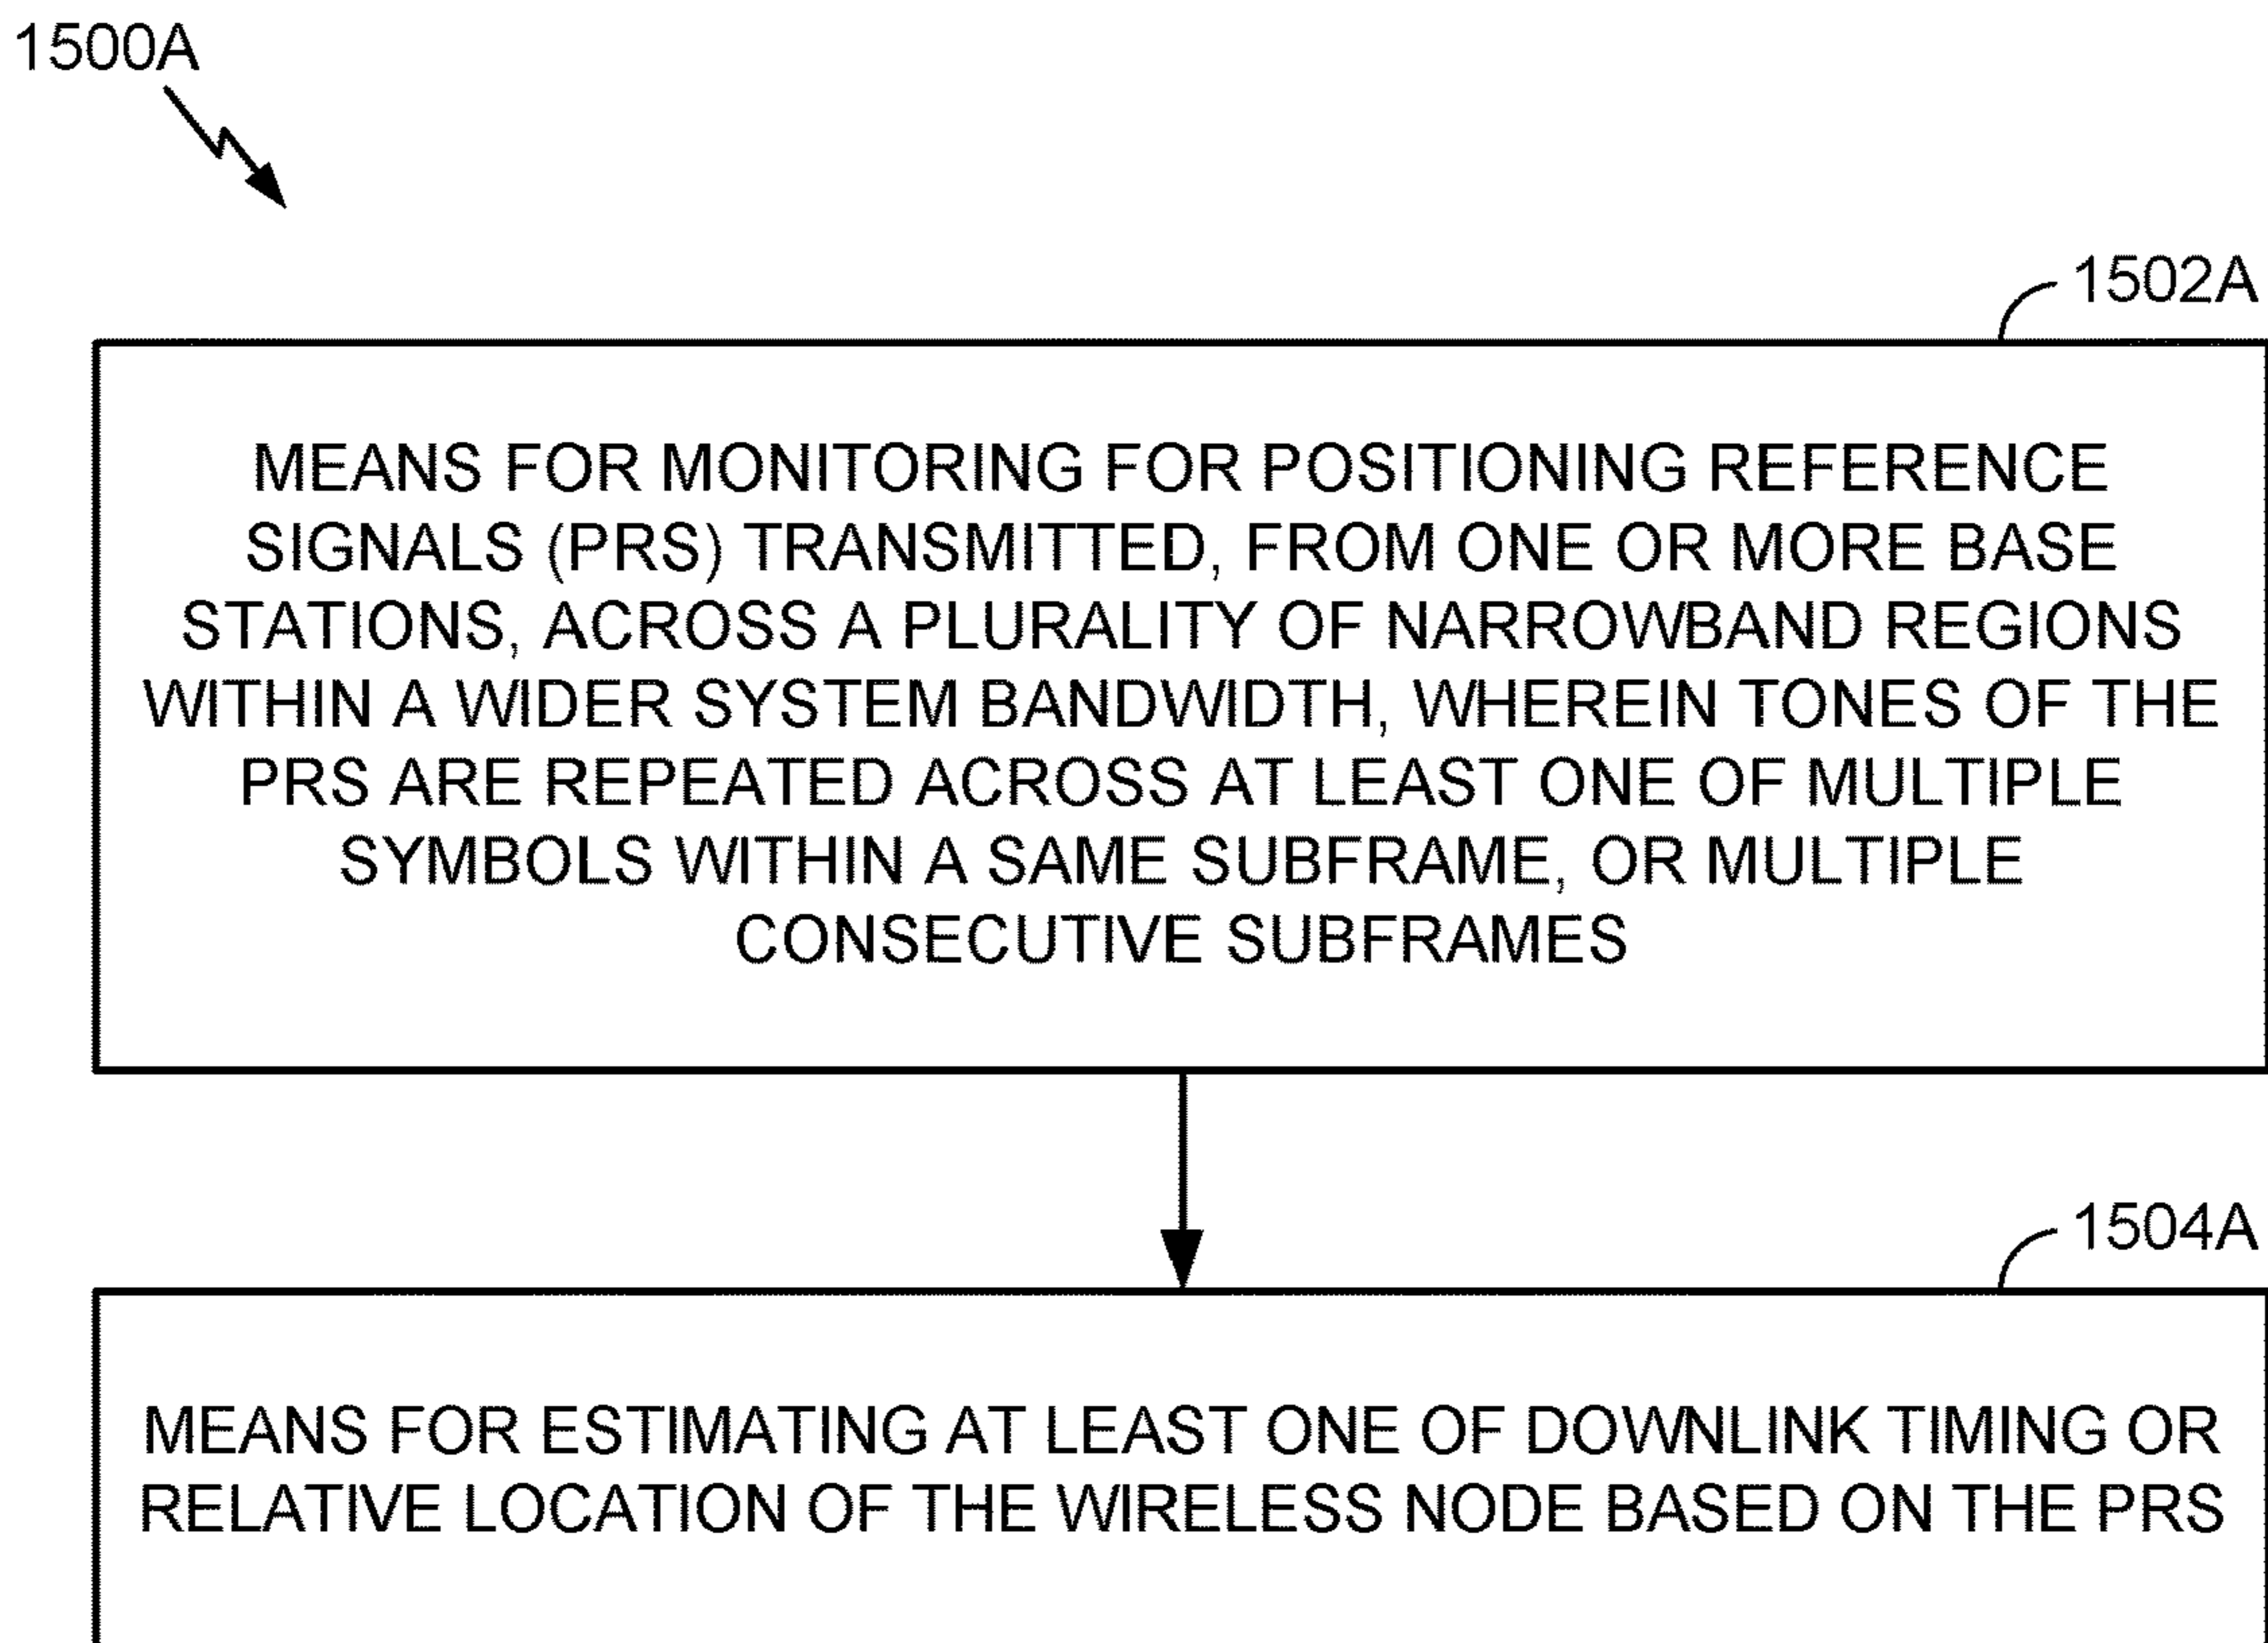 1500A
1502A
MEANS FOR MONITORING FOR POSITIONING REFERENCE
SIGNALS (PRS) TRANSMITTED, FROM ONE OR MORE BASE
STATIONS, ACROSS A PLURALITY OF NARROWBAND REGIONS
WITHIN A WIDER SYSTEM BANDWIDTH, WHEREIN TONES OF THE
PRS ARE REPEATED ACROSS AT LEAST ONE OF MULTIPLE
SYMBOLS WITHIN A SAME SUBFRAME, OR MULTIPLE
CONSECUTIVE SUBFRAMES
1504A
MEANS FOR ESTIMATING AT LEAST ONE OF DOWNLINK TIMING OR
RELATIVE LOCATION OF THE WIRELESS NODE BASED ON THE PRS